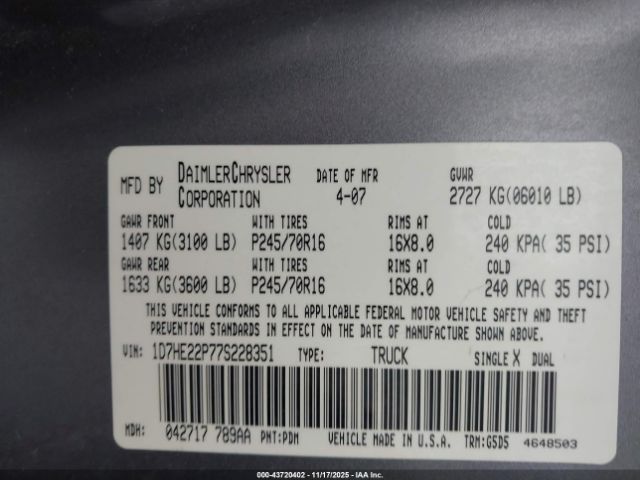 MFD BY DAIMLERCHRYSLER CORPORATION DATE OF MFR 4-07 GVWR 2727 KG(06010 LB)
GAWR FRONT WITH TIRES RIMS AT COLD
1407 KG(3100 LB) P245/70R16 16X8.0 240 KPA( 35 PSI)
GAWR REAR WITH TIRES RIMS AT COLD
1633 KG(3600 LB) P245/70R16 16X8.0 240 KPA( 35 PSI)
THIS VEHICLE CONFORMS TO ALL APPLICABLE FEDERAL MOTOR VEHICLE SAFETY AND THEFT
PREVENTION STANDARDS IN EFFECT ON THE DATE OF MANUFACTURE SHOWN ABOVE.
VIN: 1D7HE22P77S228351 TYPE: TRUCK SINGLE X DUAL
MDH: 042717 789AA PNT:PDM VEHICLE MADE IN U.S.A. TRM:G5D5 4648503
000-43720402 - 11/17/2025 - IAA Inc.